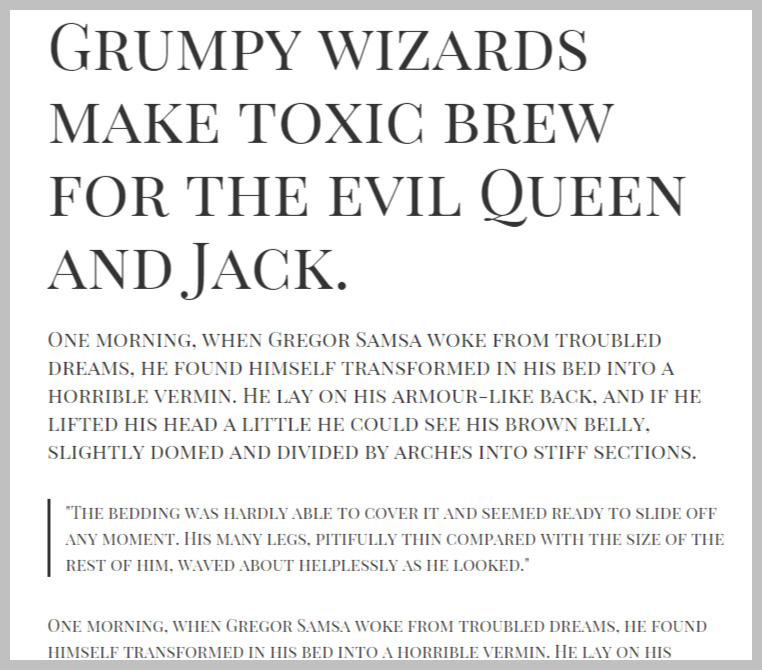 Grumpy wizards
make toxic brew
for the evil Queen
and Jack.
One morning, when Gregor Samsa woke from troubled
dreams, he found himself transformed in his bed into a
horrible vermin. He lay on his armour-like back, and if he
lifted his head a little he could see his brown belly,
slightly domed and divided by arches into stiff sections.
"The bedding was hardly able to cover it and seemed ready to slide off
any moment. His many legs, pitifully thin compared with the size of the
rest of him, waved about helplessly as he looked."
One morning, when Gregor Samsa woke from troubled dreams, he found
himself transformed in his bed into a horrible vermin. He lay on his